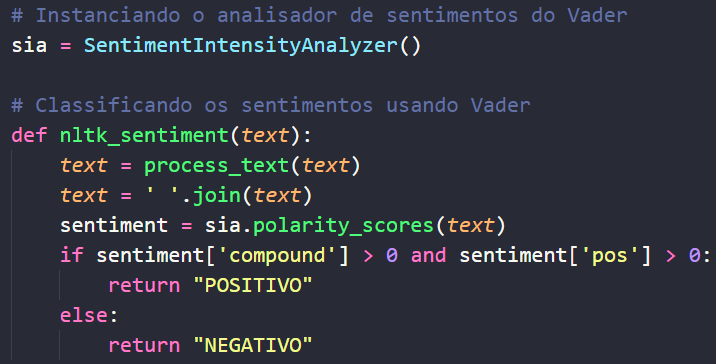 # Instanciando o analisador de sentimentos do Vader
sia = SentimentIntensityAnalyzer()
# Classificando os sentimentos usando Vader
def nltk_sentiment(text):
    text = process_text(text)
    text = ' '.join(text)
    sentiment = sia.polarity_scores(text)
    if sentiment['compound'] > 0 and sentiment['pos'] > 0:
        return "POSITIVO"
    else:
        return "NEGATIVO"